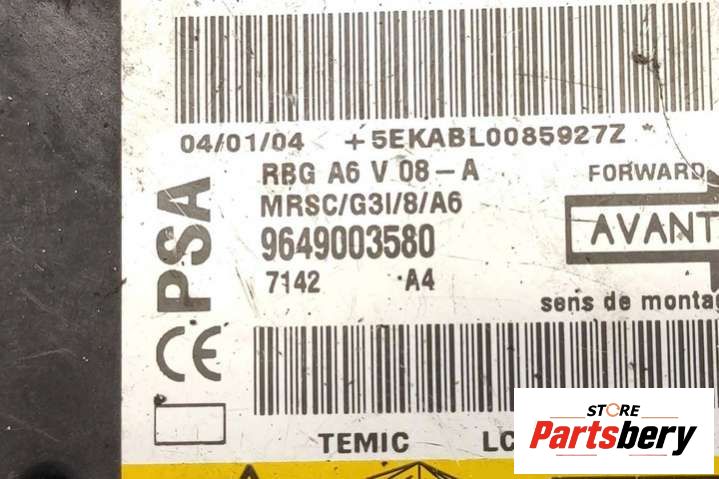 04/01/04 +5EKABL0085927Z*
RBG A6 V 08-A
MRSC/G3I/8/A6
9649003580
7142 A4
PSA
CE
FORWARD
AVANT
sens de montag
TEMIC LC
STORE
Partsbery